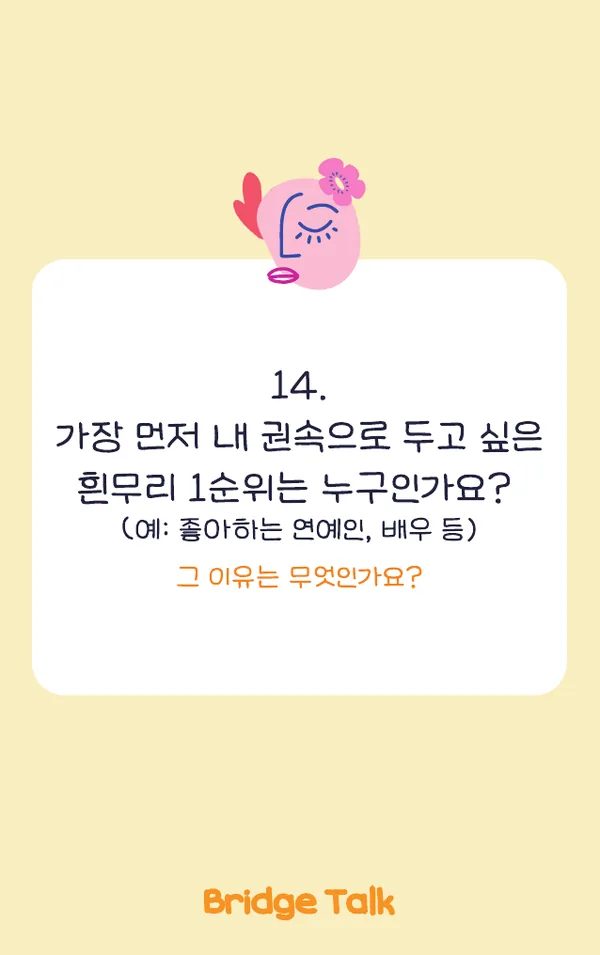 14.
가장 먼저 내 권속으로 두고 싶은
흰무리 1순위는 누구인가요?
(예: 좋아하는 연예인, 배우 등)
그 이유는 무엇인가요?
Bridge Talk